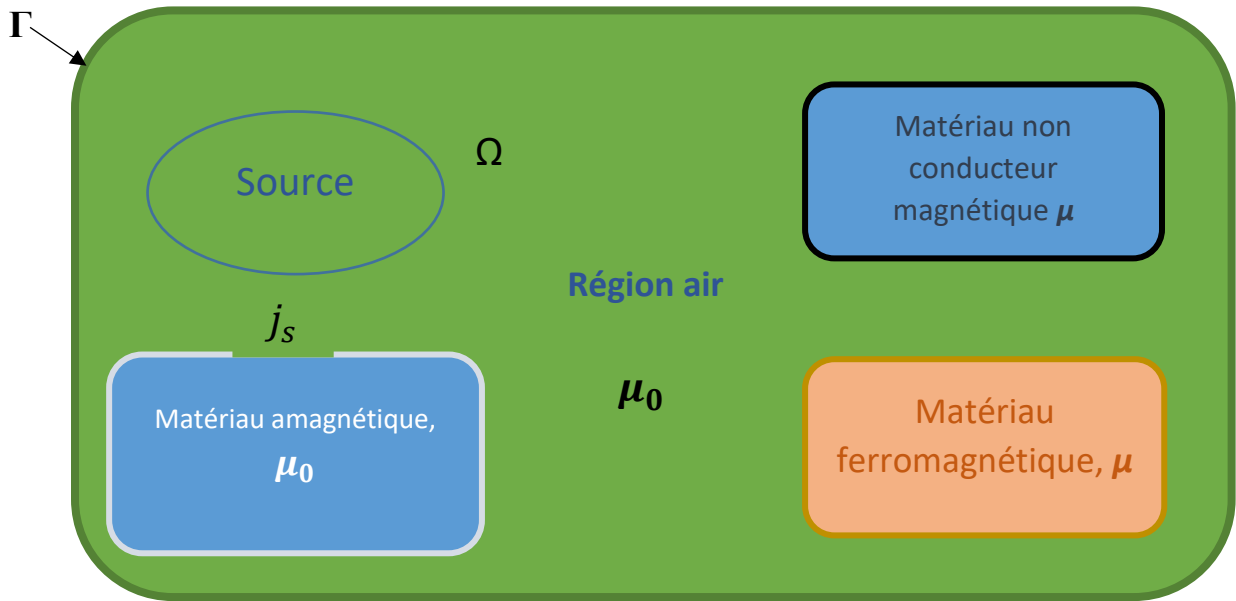 Γ
Source
Ω
Matériau non
conducteur
magnétique μ
Région air
j_s
μ₀
Matériau amagnétique,
μ₀
Matériau
ferromagnétique, μ